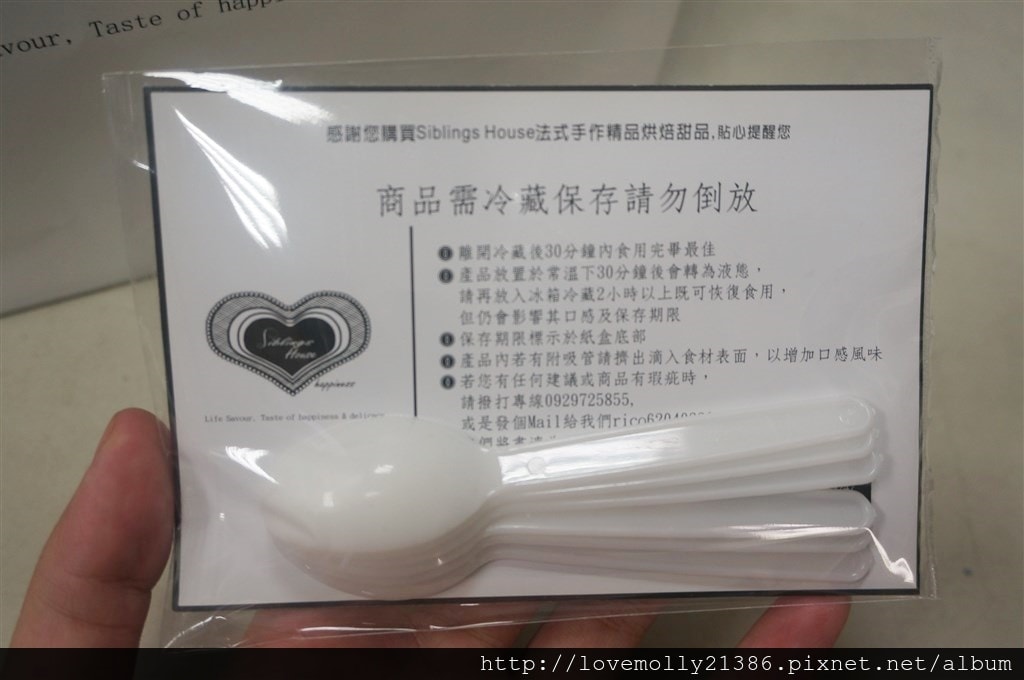 vour, Taste of happ
感謝您購買Siblings House法式手作精品烘焙甜品,貼心提醒您
商品需冷藏保存請勿倒放
離開冷藏後30分鐘內食用完畢最佳
產品放置於常溫下30分鐘後會轉為液態，
請再放入冰箱冷藏2小時以上既可恢復食用，
但仍會影響其口感及保存期限
保存期限標示於紙盒底部
產品內若有附吸管請擠出滴入食材表面，以增加口感風味
若您有任何建議或商品有瑕疵時，
請撥打專線0929725855,
或是發個Mail給我們rico6204
Siblings
House
happiness
Life Savour, Taste of happiness & delicacy
http://lovemolly21386.pixnet.net/album